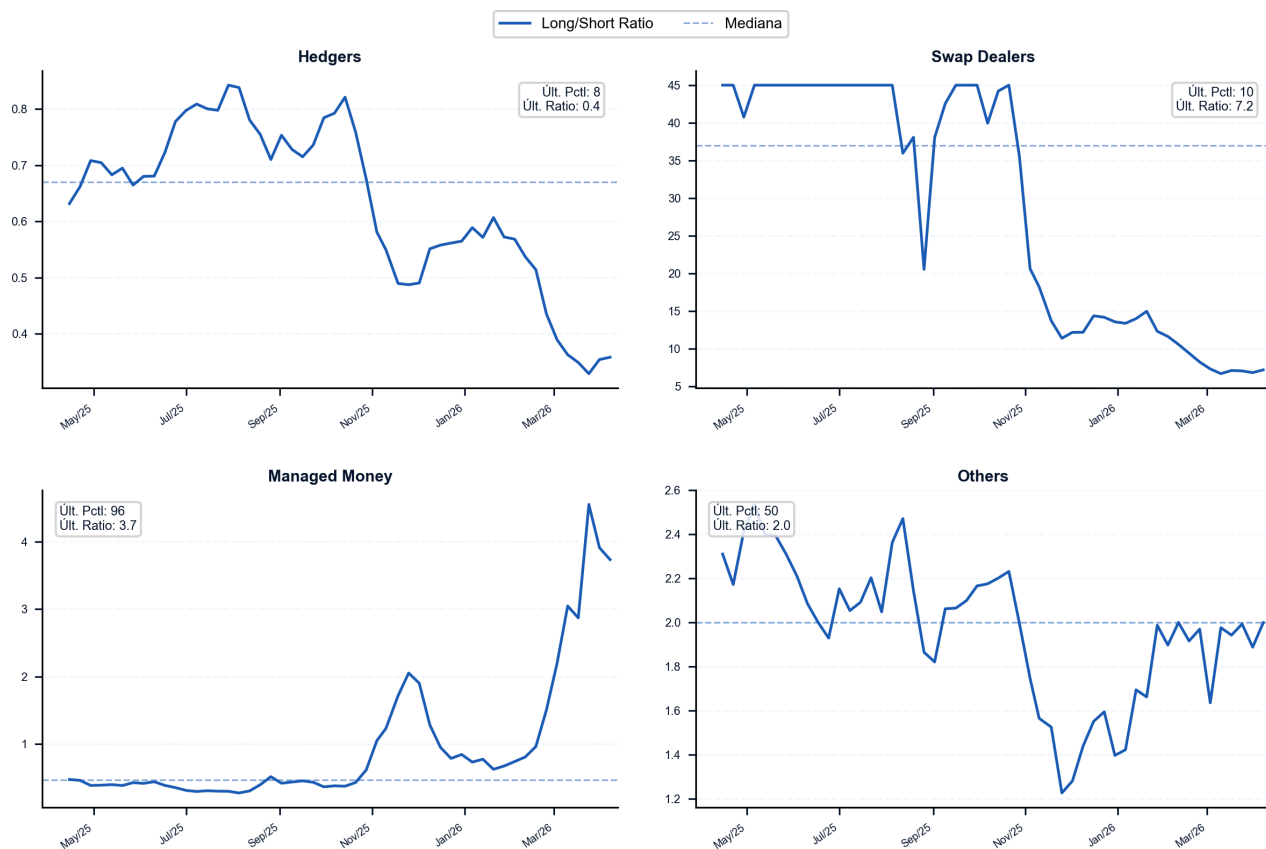 Long/Short Ratio
Mediana
Hedgers
Últ. Pctl: 8
Últ. Ratio: 0.4
0.8
0.7
0.6
0.5
0.4
May/25
Jul/25
Sep/25
Nov/25
Jan/26
Mar/26
Swap Dealers
Últ. Pctl: 10
Últ. Ratio: 7.2
45
40
35
30
25
20
15
10
5
May/25
Jul/25
Sep/25
Nov/25
Jan/26
Mar/26
Managed Money
Últ. Pctl: 96
Últ. Ratio: 3.7
4
3
2
1
May/25
Jul/25
Sep/25
Nov/25
Jan/26
Mar/26
Others
Últ. Pctl: 50
Últ. Ratio: 2.0
2.6
2.4
2.2
2.0
1.8
1.6
1.4
1.2
May/25
Jul/25
Sep/25
Nov/25
Jan/26
Mar/26